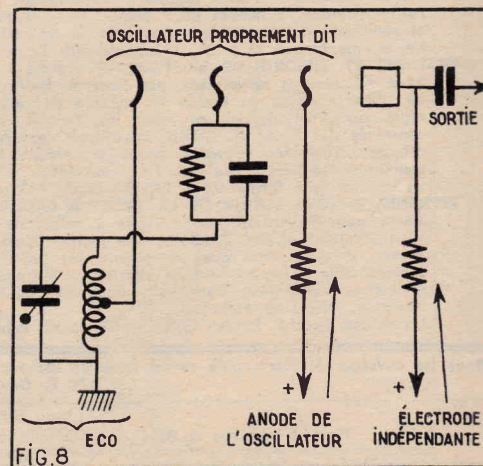 OSCILLATEUR PROPREMENT DIT
SORTIE
+
+
ECO
ANODE DE
L'OSCILLATEUR
ÉLECTRODE
INDÉPENDANTE
FIG.8